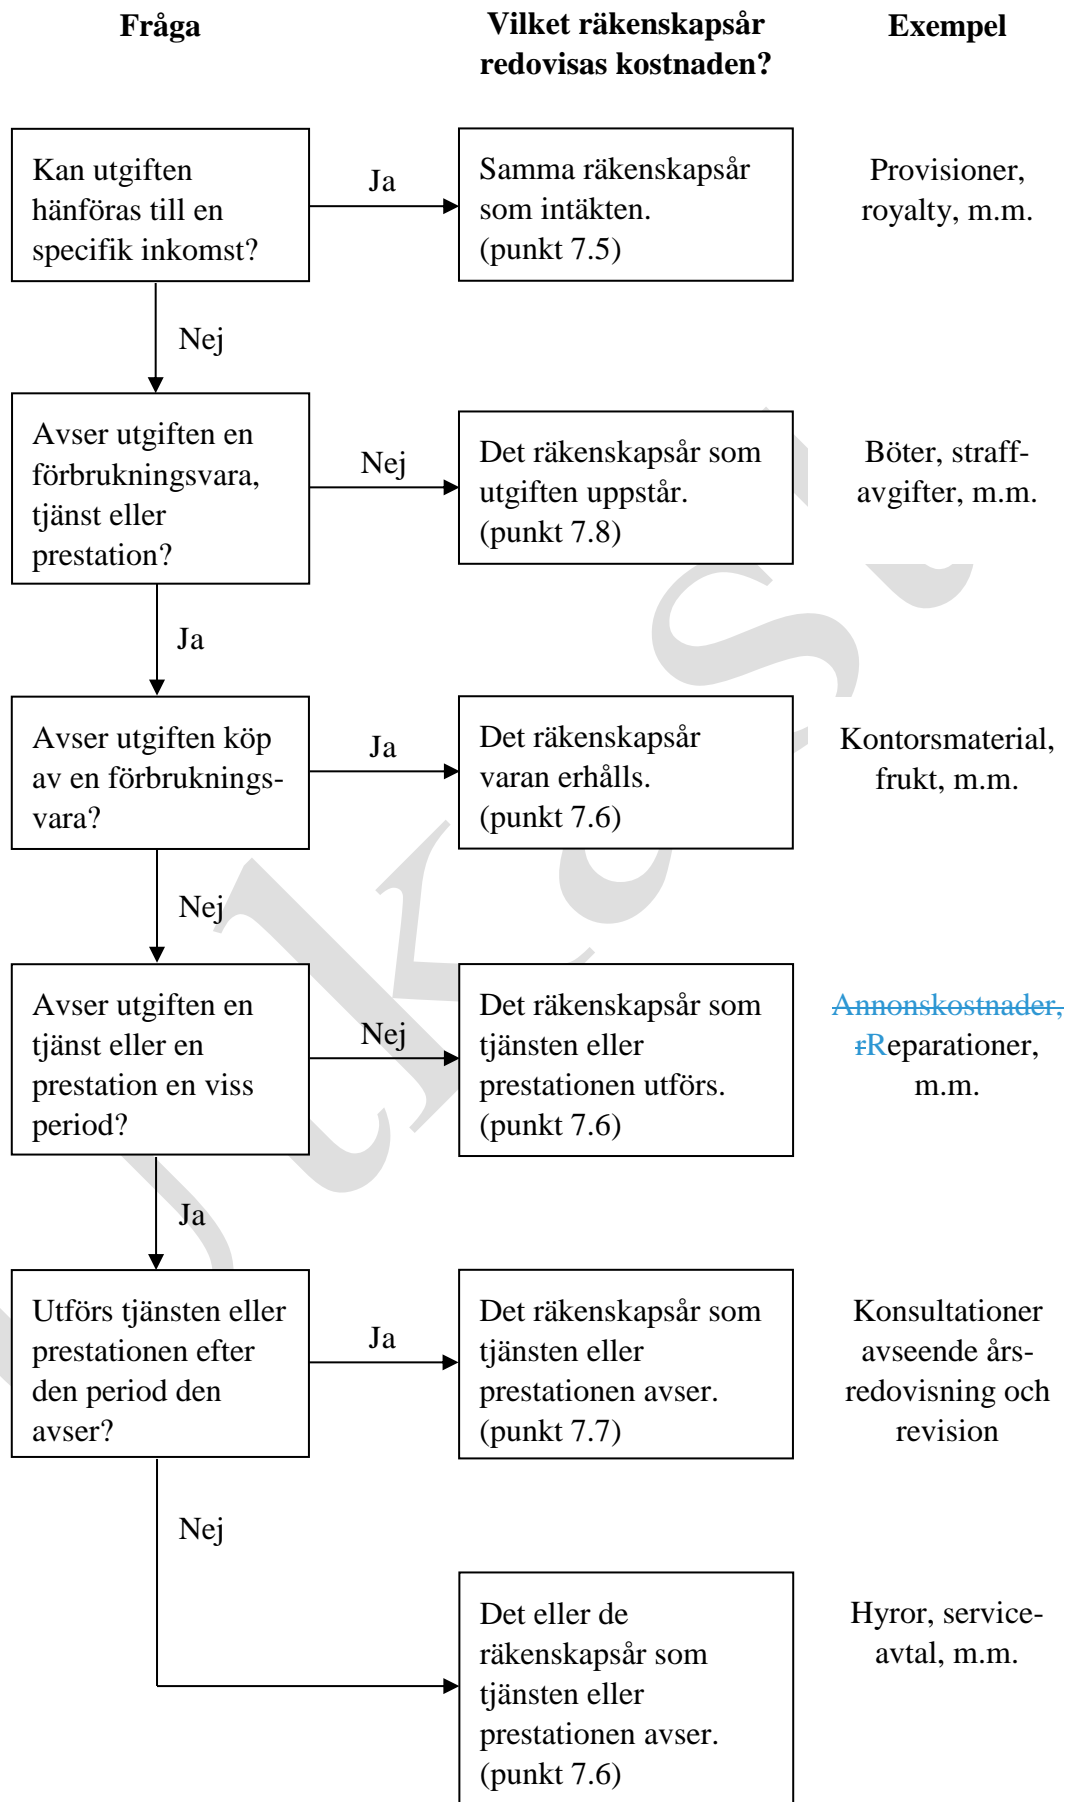 Fråga
Vilket räkenskapsår
redovisas kostnaden?
Exempel
Kan utgiften
hänföras till en
specifik inkomst?
Ja
Samma räkenskapsår
som intäkten.
(punkt 7.5)
Provisioner,
royalty, m.m.
Nej
Avser utgiften en
förbrukningsvara,
tjänst eller
prestation?
Nej
Det räkenskapsår som
utgiften uppstår.
(punkt 7.8)
Böter, straff-
avgifter, m.m.
Ja
Avser utgiften köp
av en förbruknings-
vara?
Ja
Det räkenskapsår
varan erhålls.
(punkt 7.6)
Kontorsmaterial,
frukt, m.m.
Nej
Avser utgiften en
tjänst eller en
prestation en viss
period?
Nej
Det räkenskapsår som
tjänsten eller
prestationen utförs.
(punkt 7.6)
Annonskostnader,
rReparationer,
m.m.
Ja
Utförs tjänsten eller
prestationen efter
den period den
avser?
Ja
Det räkenskapsår som
tjänsten eller
prestationen avser.
(punkt 7.7)
Konsultationer
avseende års-
redovisning och
revision
Nej
Det eller de
räkenskapsår som
tjänsten eller
prestationen avser.
(punkt 7.6)
Hyror, service-
avtal, m.m.